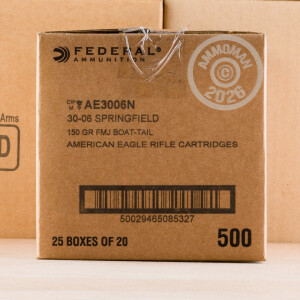 FEDERAL
AMMUNITION
AMMOMAN
2026
Arms
AE3006N
30-06 SPRINGFIELD
150 GR FMJ BOAT-TAIL
AMERICAN EAGLE RIFLE CARTRIDGES
D
50029465085327
25 BOXES OF 20
500